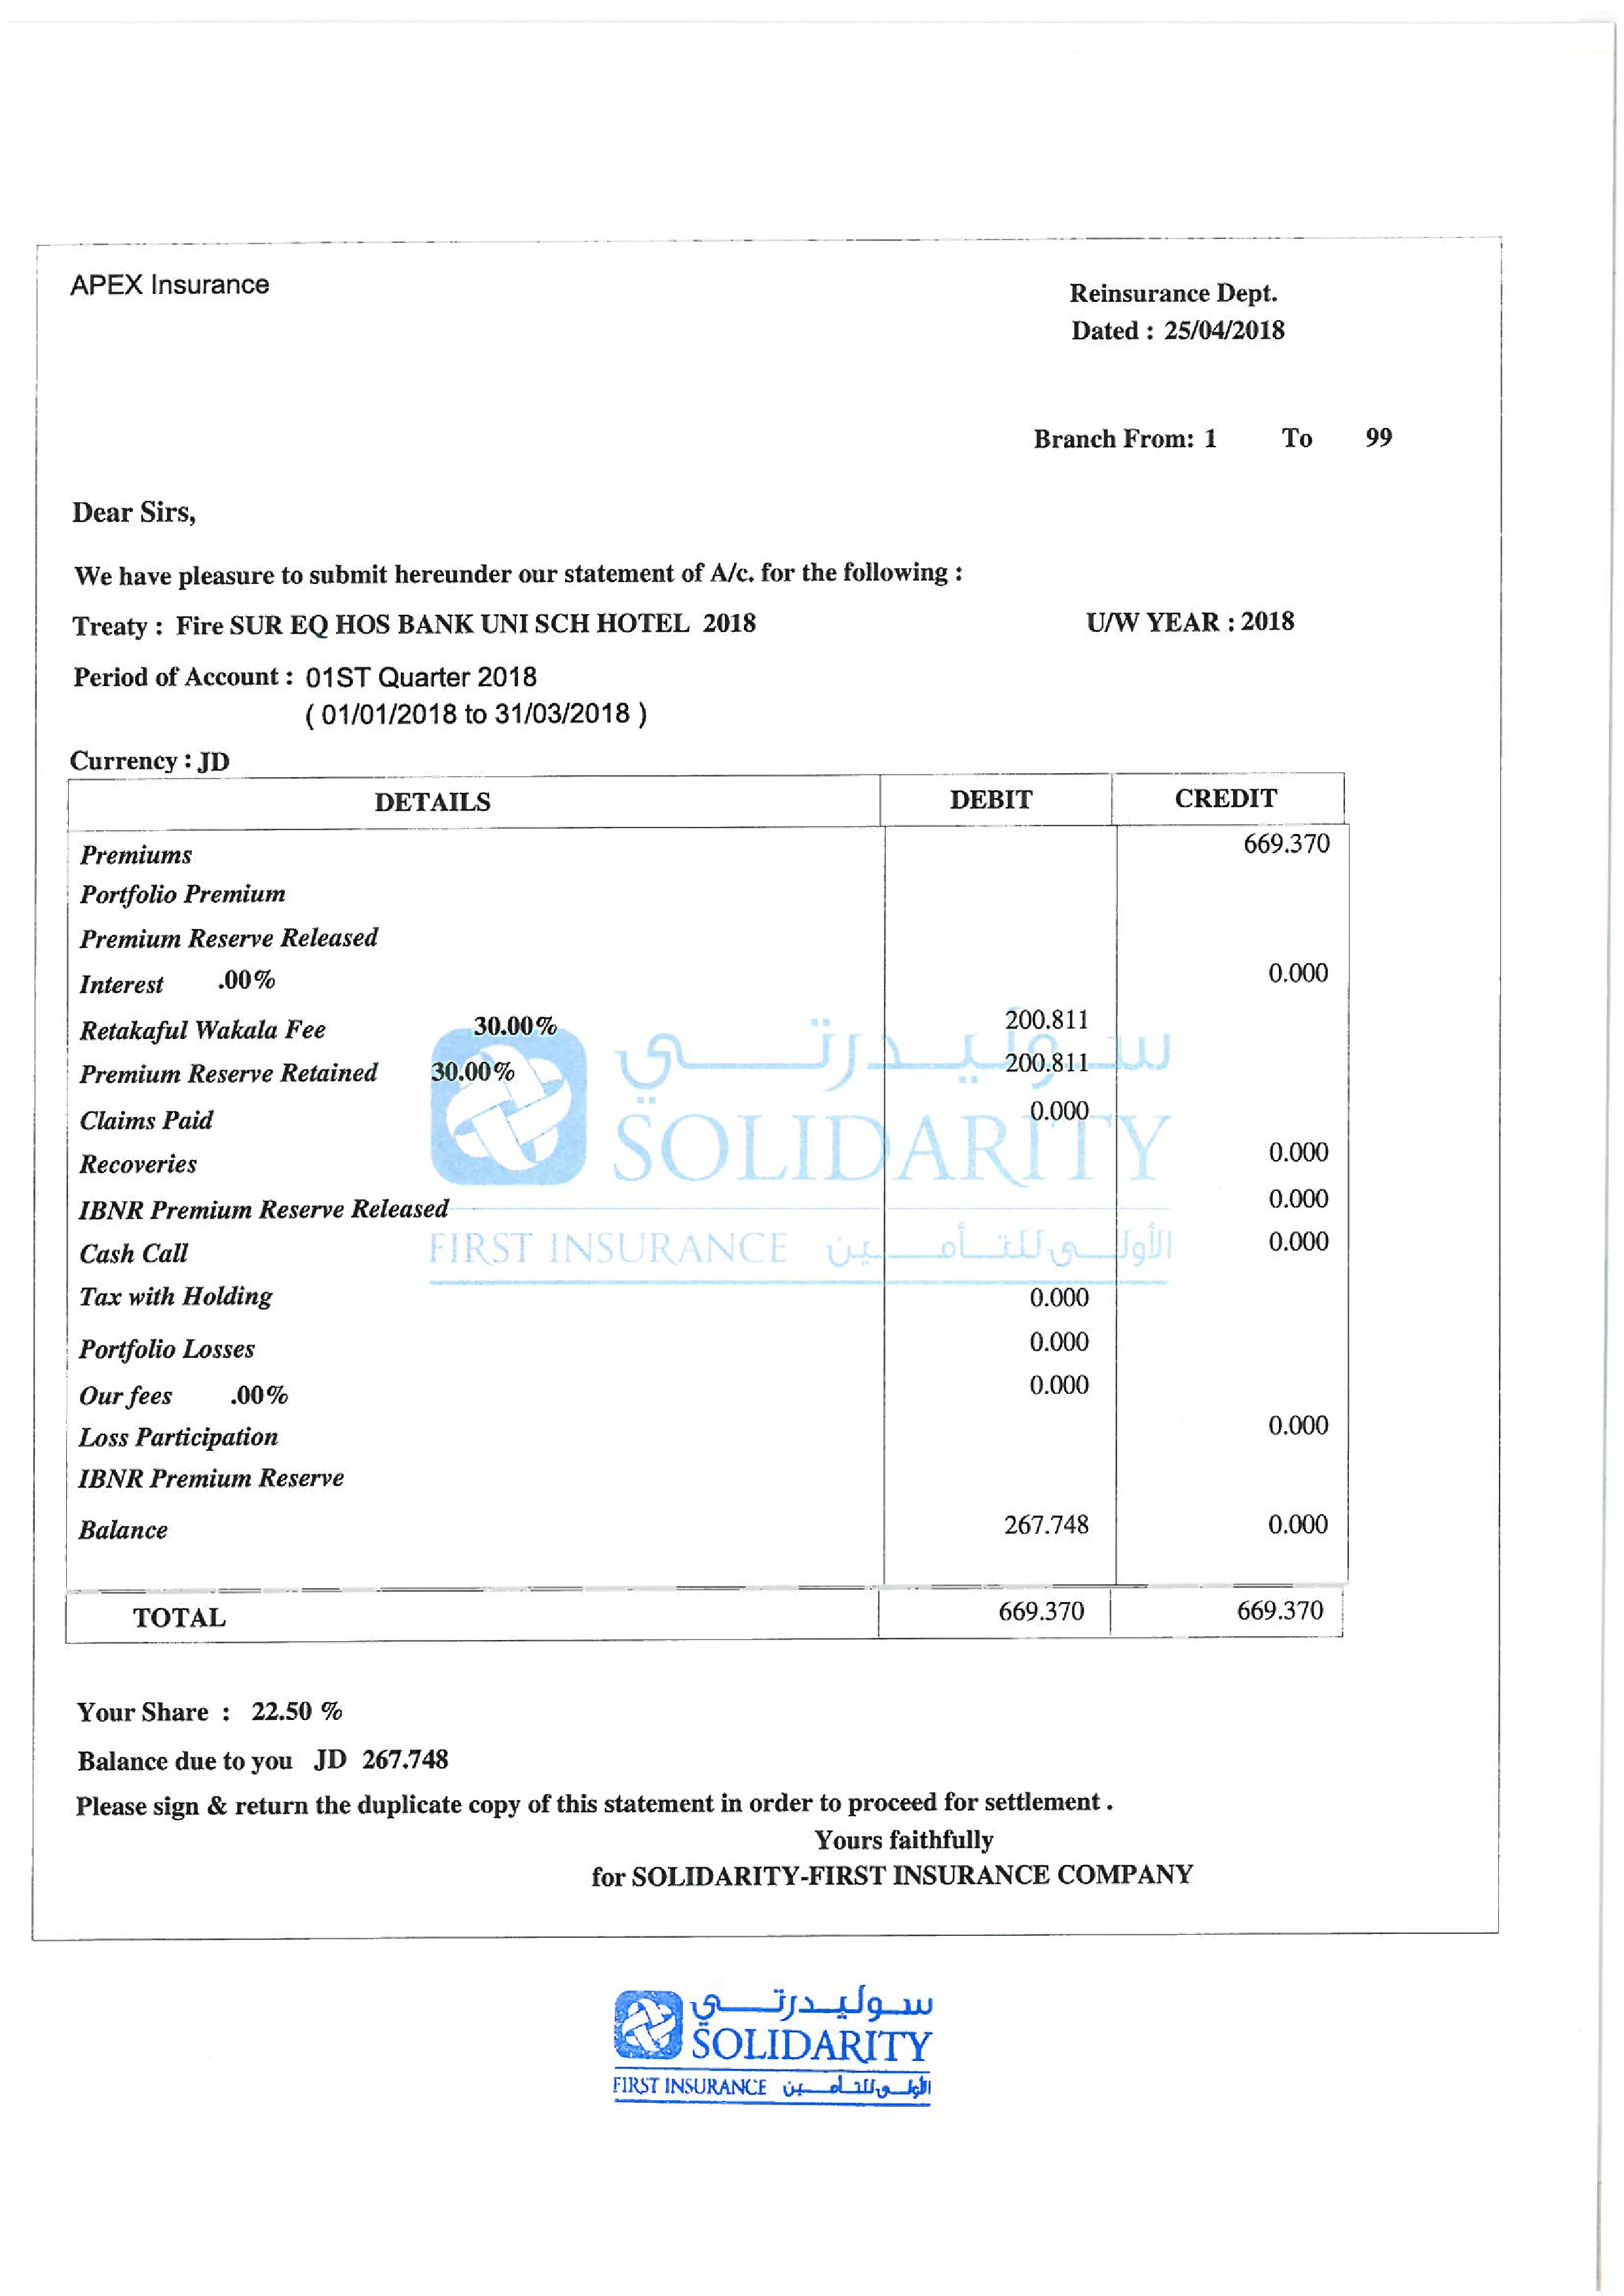 APEX Insurance
Reinsurance Dept.
Dated : 25/04/2018
Branch From: 1 To 99
Dear Sirs,
We have pleasure to submit hereunder our statement of A/c. for the following :
Treaty : Fire SUR EQ HOS BANK UNI SCH HOTEL 2018 U/W YEAR : 2018
Period of Account : 01ST Quarter 2018
( 01/01/2018 to 31/03/2018 )
Currency : JD
DETAILS DEBIT CREDIT
Premiums 669.370
Portfolio Premium
Premium Reserve Released
Interest .00% 0.000
Retakaful Wakala Fee 30.00% 200.811
Premium Reserve Retained 30.00% 200.811
Claims Paid 0.000
Recoveries 0.000
IBNR Premium Reserve Released 0.000
Cash Call 0.000
Tax with Holding 0.000
Portfolio Losses 0.000
Our fees .00% 0.000
Loss Participation 0.000
IBNR Premium Reserve
Balance 267.748 0.000
TOTAL 669.370 669.370
سوليدرتي
SOLIDARITY
FIRST INSURANCE الأولى للتأمين
Your Share : 22.50 %
Balance due to you JD 267.748
Please sign & return the duplicate copy of this statement in order to proceed for settlement .
Yours faithfully
for SOLIDARITY-FIRST INSURANCE COMPANY
سوليدرتي
SOLIDARITY
FIRST INSURANCE الأولى للتأمين